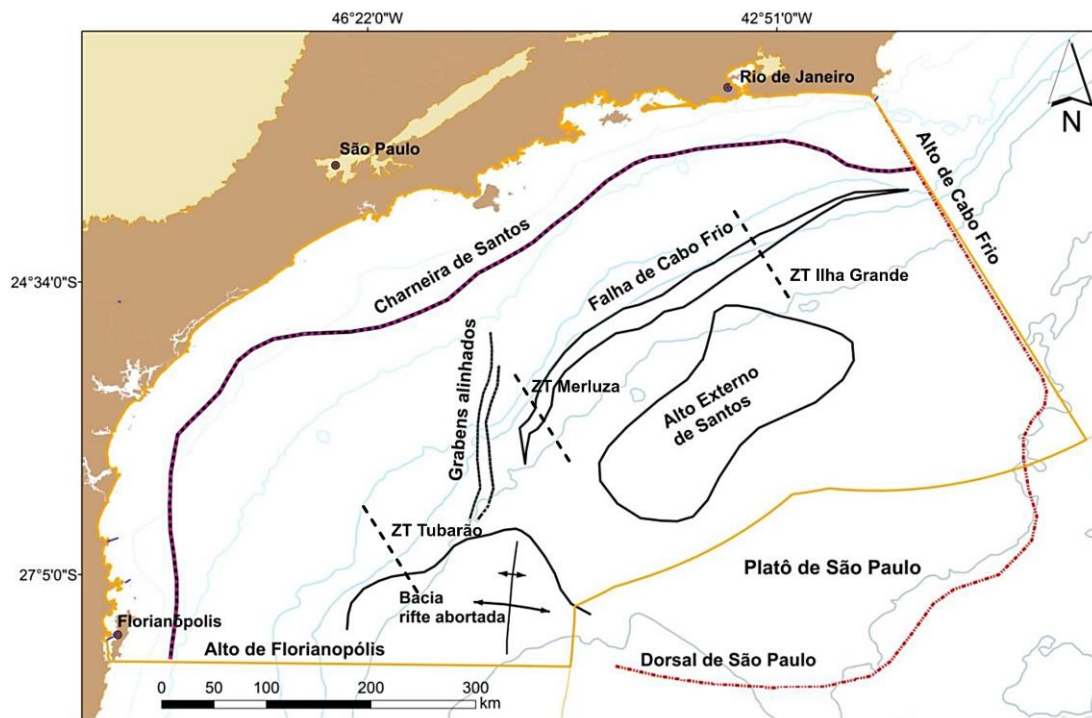 46°22'0"W
42°51'0"W
Rio de Janeiro
N
São Paulo
Alto de Cabo Frio
Charneira de Santos
Falha de Cabo Frio
ZT Ilha Grande
24°34'0"S
Grabens alinhados
ZT Merluza
Alto Externo
de Santos
ZT Tubarão
27°50'0"S
Platô de São Paulo
Bacia
rifte abortada
Florianópolis
Alto de Florianópolis
Dorsal de São Paulo
0 50 100 200 300
km